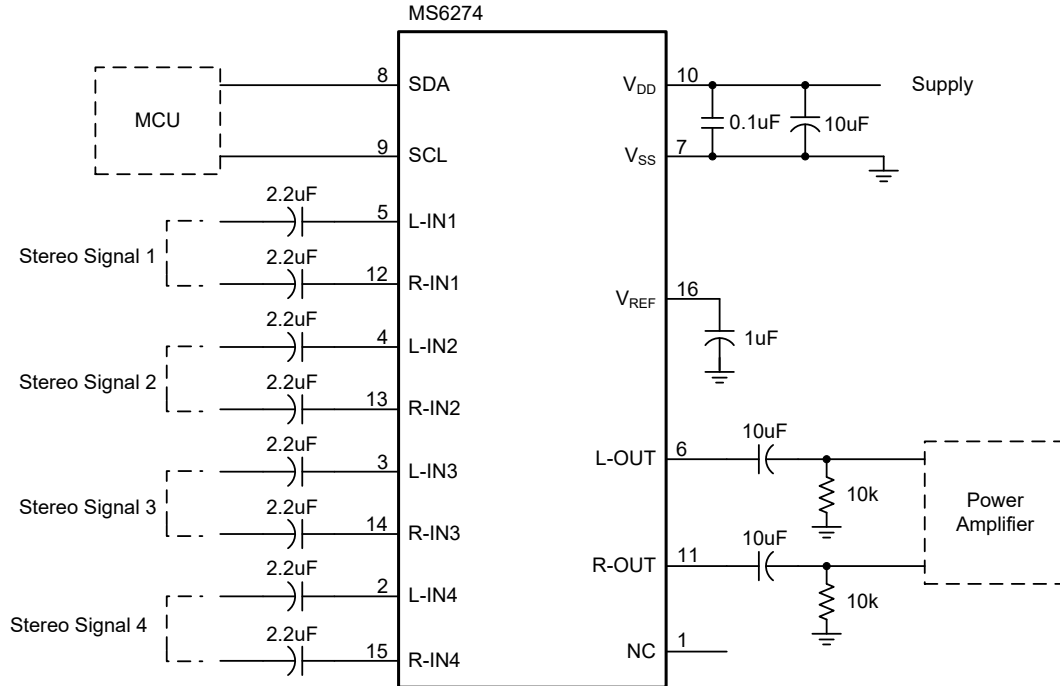 MS6274
MCU
8
SDA
9
SCL
2.2uF
5
L-IN1
Stereo Signal 1
2.2uF
12
R-IN1
2.2uF
4
L-IN2
Stereo Signal 2
2.2uF
13
R-IN2
2.2uF
3
L-IN3
Stereo Signal 3
2.2uF
14
R-IN3
2.2uF
2
L-IN4
Stereo Signal 4
2.2uF
15
R-IN4
VDD
10
Supply
0.1uF
10uF
VSS
7
VREF
16
1uF
L-OUT
6
10uF
10k
R-OUT
11
10uF
10k
Power
Amplifier
NC
1